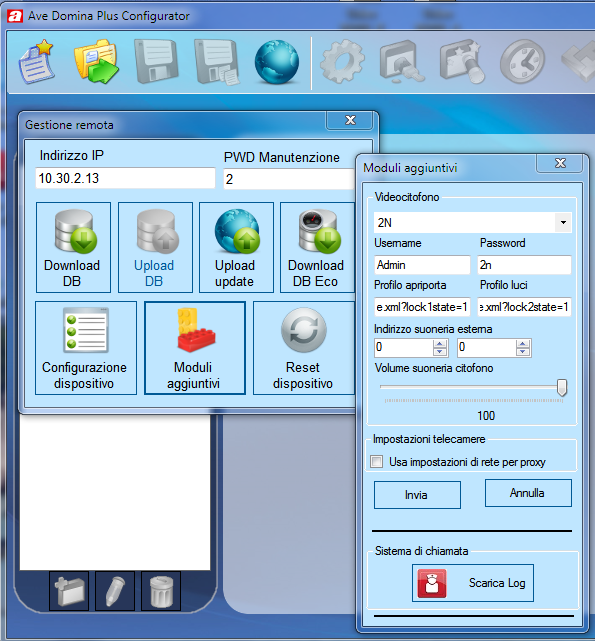 Ave Domina Plus Configurator
Gestione remota
Indirizzo IP
PWD Manutenzione
10.30.2.13
2
Download DB
Upload DB
Upload update
Download DB Eco
Configurazione dispositivo
Moduli aggiuntivi
Reset dispositivo
Moduli aggiuntivi
Videocitofono
2N
Username
Password
Admin
2n
Profilo apriporta
Profilo luci
e.xml?lock1state=1
e.xml?lock2state=1
Indirizzo suoneria esterna
0
0
Volume suoneria citofono
100
Impostazioni telecamere
Usa impostazioni di rete per proxy
Invia
Annulla
Sistema di chiamata
Scarica Log